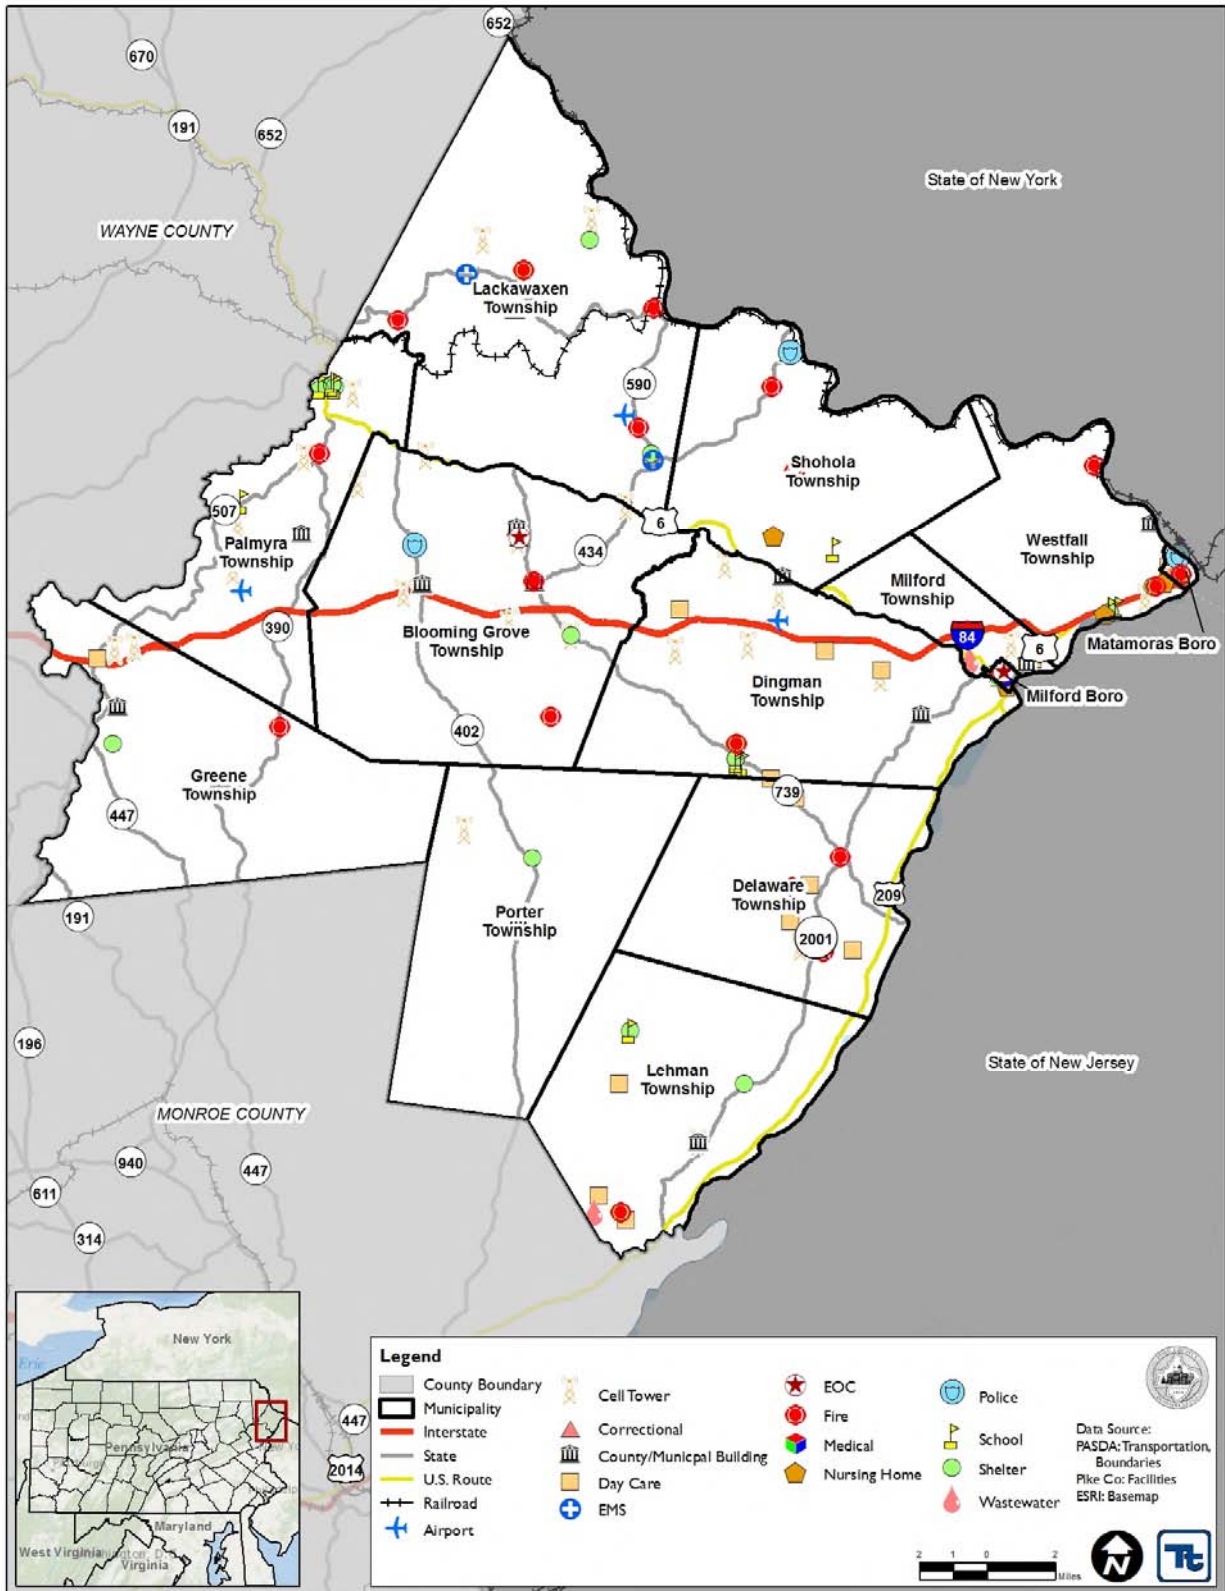 652
670
191
652
State of New York
WAYNE COUNTY
Lackawaxen
Township
590
Shohola
Township
507
6
434
Palmyra
Township
Westfall
Township
Milford
Township
390
Blooming Grove
Township
84
6
Matamoras Boro
Dingman
Township
Milford Boro
402
Greene
Township
739
447
Delaware
Township
209
191
Porter
Township
2001
196
State of New Jersey
Lehman
Township
MONROE COUNTY
940
447
611
314
New York
Erie
Pennsylvania
Pittsburgh
Maryland
West Virginia
Virginia
447
2014
Legend
County Boundary
Municipality
Interstate
State
U.S. Route
Railroad
Airport
Cell Tower
Correctional
County/Municpal Building
Day Care
EMS
EOC
Fire
Medical
Nursing Home
Police
School
Shelter
Wastewater
Data Source:
PASDA: Transportation,
Boundaries
Pike Co: Facilities
ESRI: Basemap
2 1 0 2
Miles
N
Tt